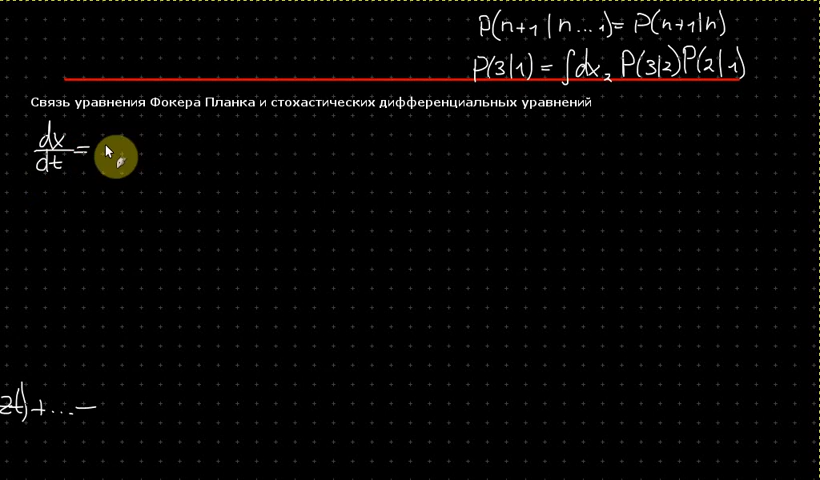 P(n+1 | n ... 1) = P(n+1 | n)
P(3|1) = ∫dx₂ P(3|2)P(2|1)
Связь уравнения Фокера Планка и стохастических дифференциальных уравнений
dx/dt =
zt) + ... —